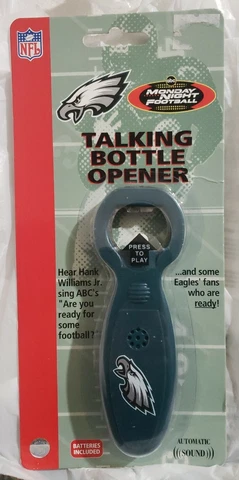 NFL
abc
MONDAY
NIGHT
FOOTBALL
TALKING
BOTTLE
OPENER
PRESS
TO
PLAY
Hear Hank
Williams Jr.
sing ABC's
"Are you
ready for
some
football?"
...and some
Eagles' fans
who are
ready!
BATTERIES
INCLUDED
AUTOMATIC
(((SOUND)))